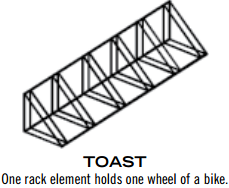 TOAST
One rack element holds one wheel of a bike.